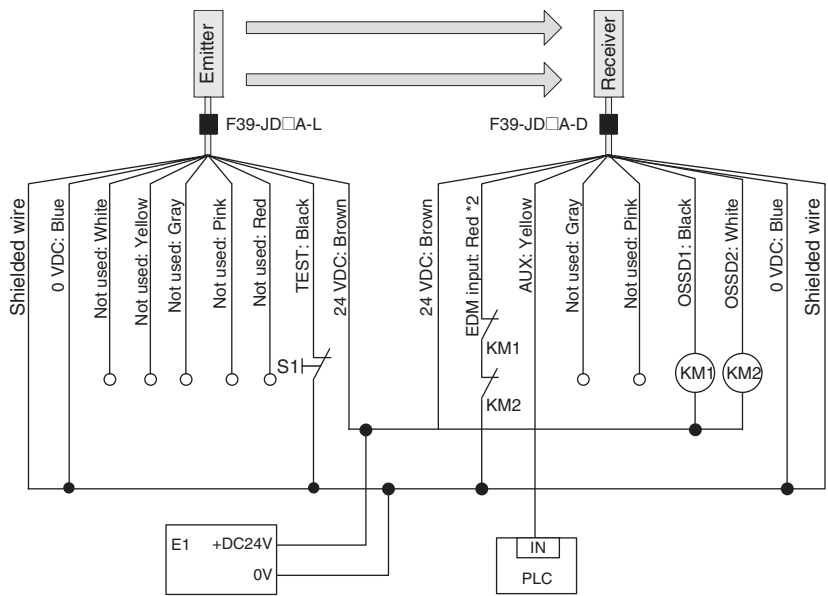 Emitter
Receiver
F39-JD□A-L
F39-JD□A-D
Shielded wire
0 VDC: Blue
Not used: White
Not used: Yellow
Not used: Gray
Not used: Pink
Not used: Red
TEST: Black
24 VDC: Brown
24 VDC: Brown
EDM input: Red *2
AUX: Yellow
Not used: Gray
Not used: Pink
OSSD1: Black
OSSD2: White
0 VDC: Blue
Shielded wire
S1
KM1
KM2
KM1
KM2
E1
+DC24V
0V
IN
PLC